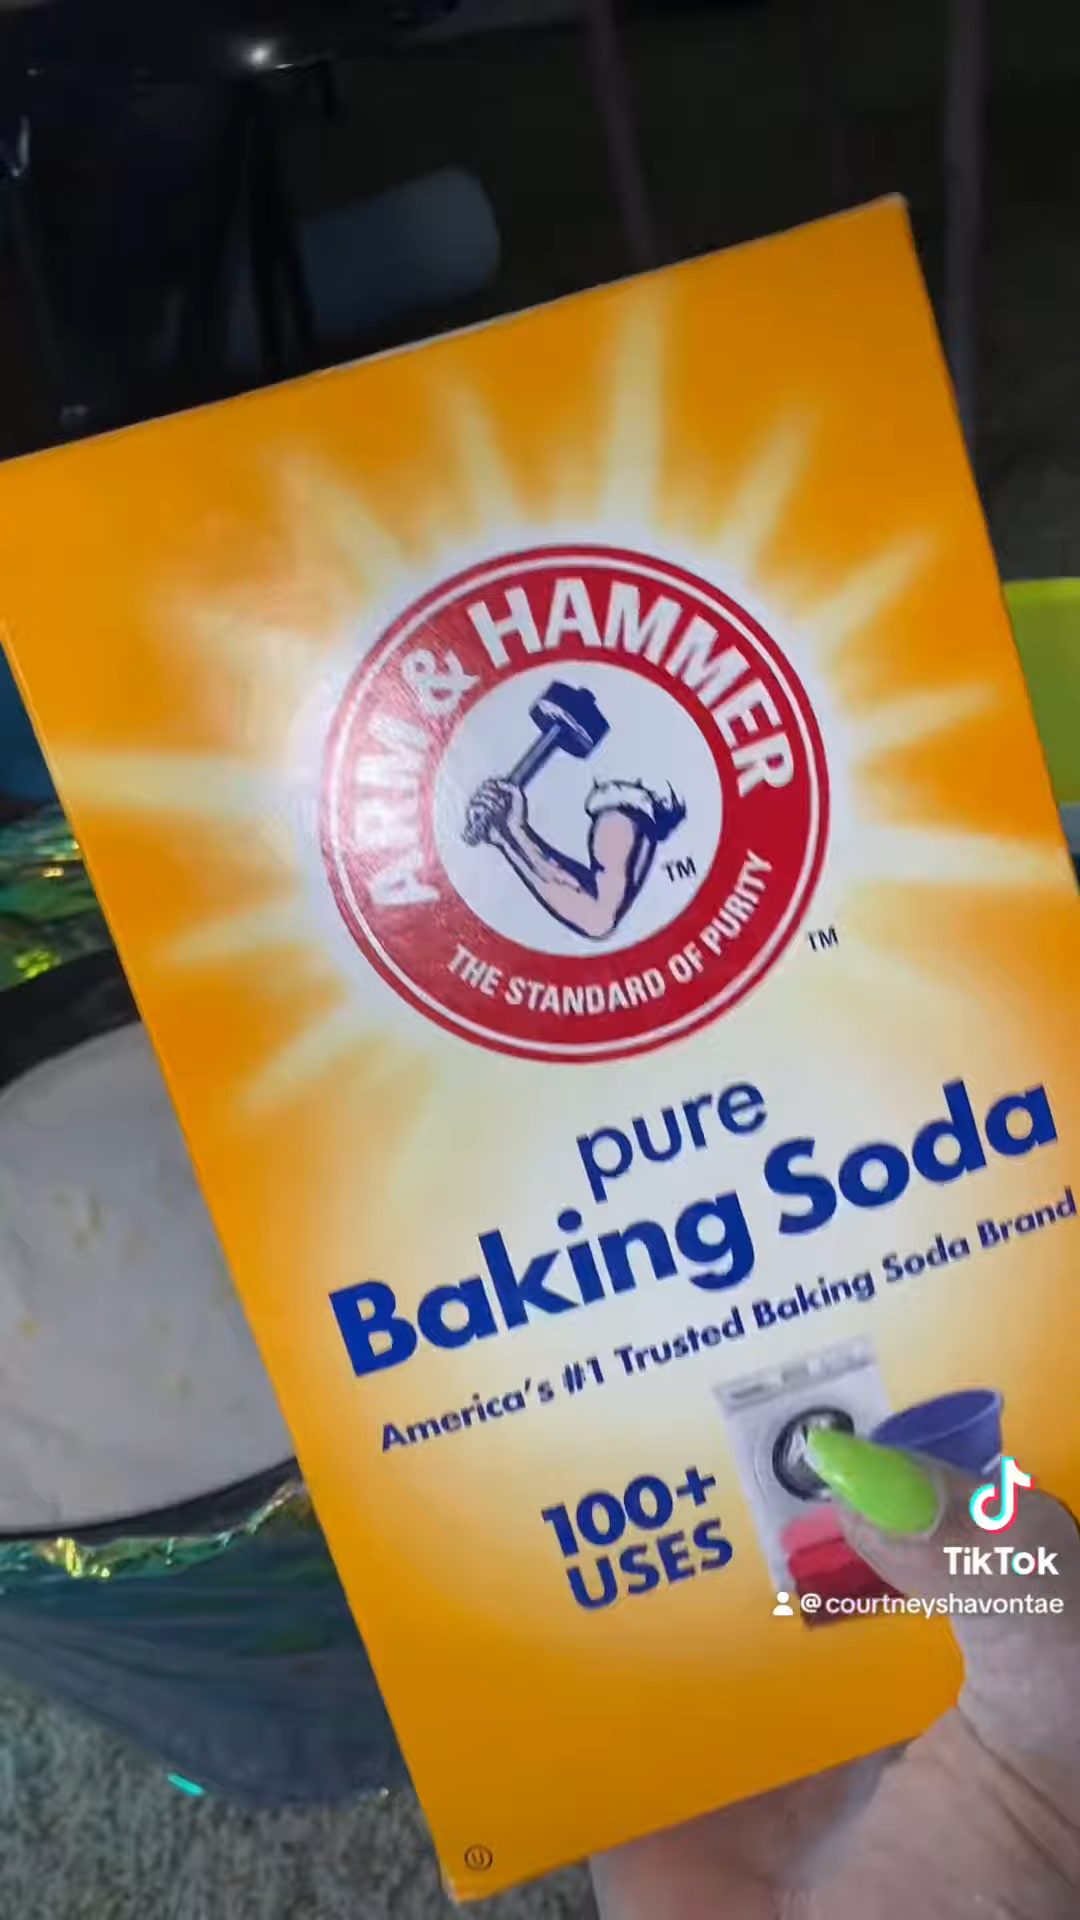 ARM & HAMMER
TM
THE STANDARD OF PURITY
TM
pure
Baking Soda
America's #1 Trusted Baking Soda Brand
100+
USES
TikTok
@courtneyshavontae
U